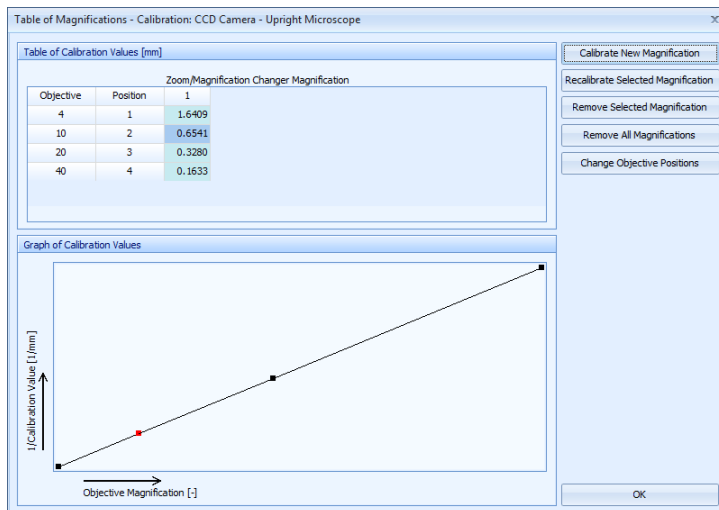 Table of Magnifications - Calibration: CCD Camera - Upright Microscope
Table of Calibration Values [mm]
Zoom/Magnification Changer Magnification
Objective Position 1
4 1 1.6409
10 2 0.6541
20 3 0.3280
40 4 0.1633
Calibrate New Magnification
Recalibrate Selected Magnification
Remove Selected Magnification
Remove All Magnifications
Change Objective Positions
Graph of Calibration Values
1/Calibration Value [1/mm]
Objective Magnification [-]
OK